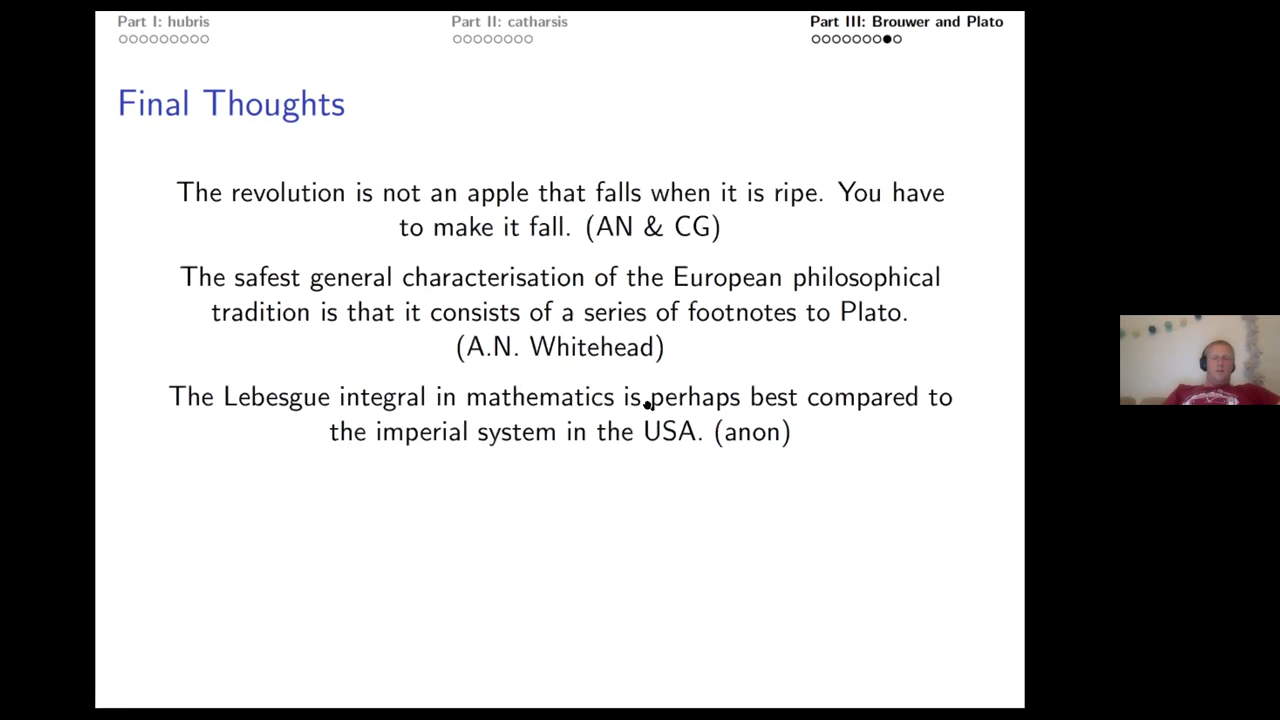 Part I: hubris
Part II: catharsis
Part III: Brouwer and Plato
Final Thoughts
The revolution is not an apple that falls when it is ripe. You have
to make it fall. (AN & CG)
The safest general characterisation of the European philosophical
tradition is that it consists of a series of footnotes to Plato.
(A.N. Whitehead)
The Lebesgue integral in mathematics is perhaps best compared to
the imperial system in the USA. (anon)